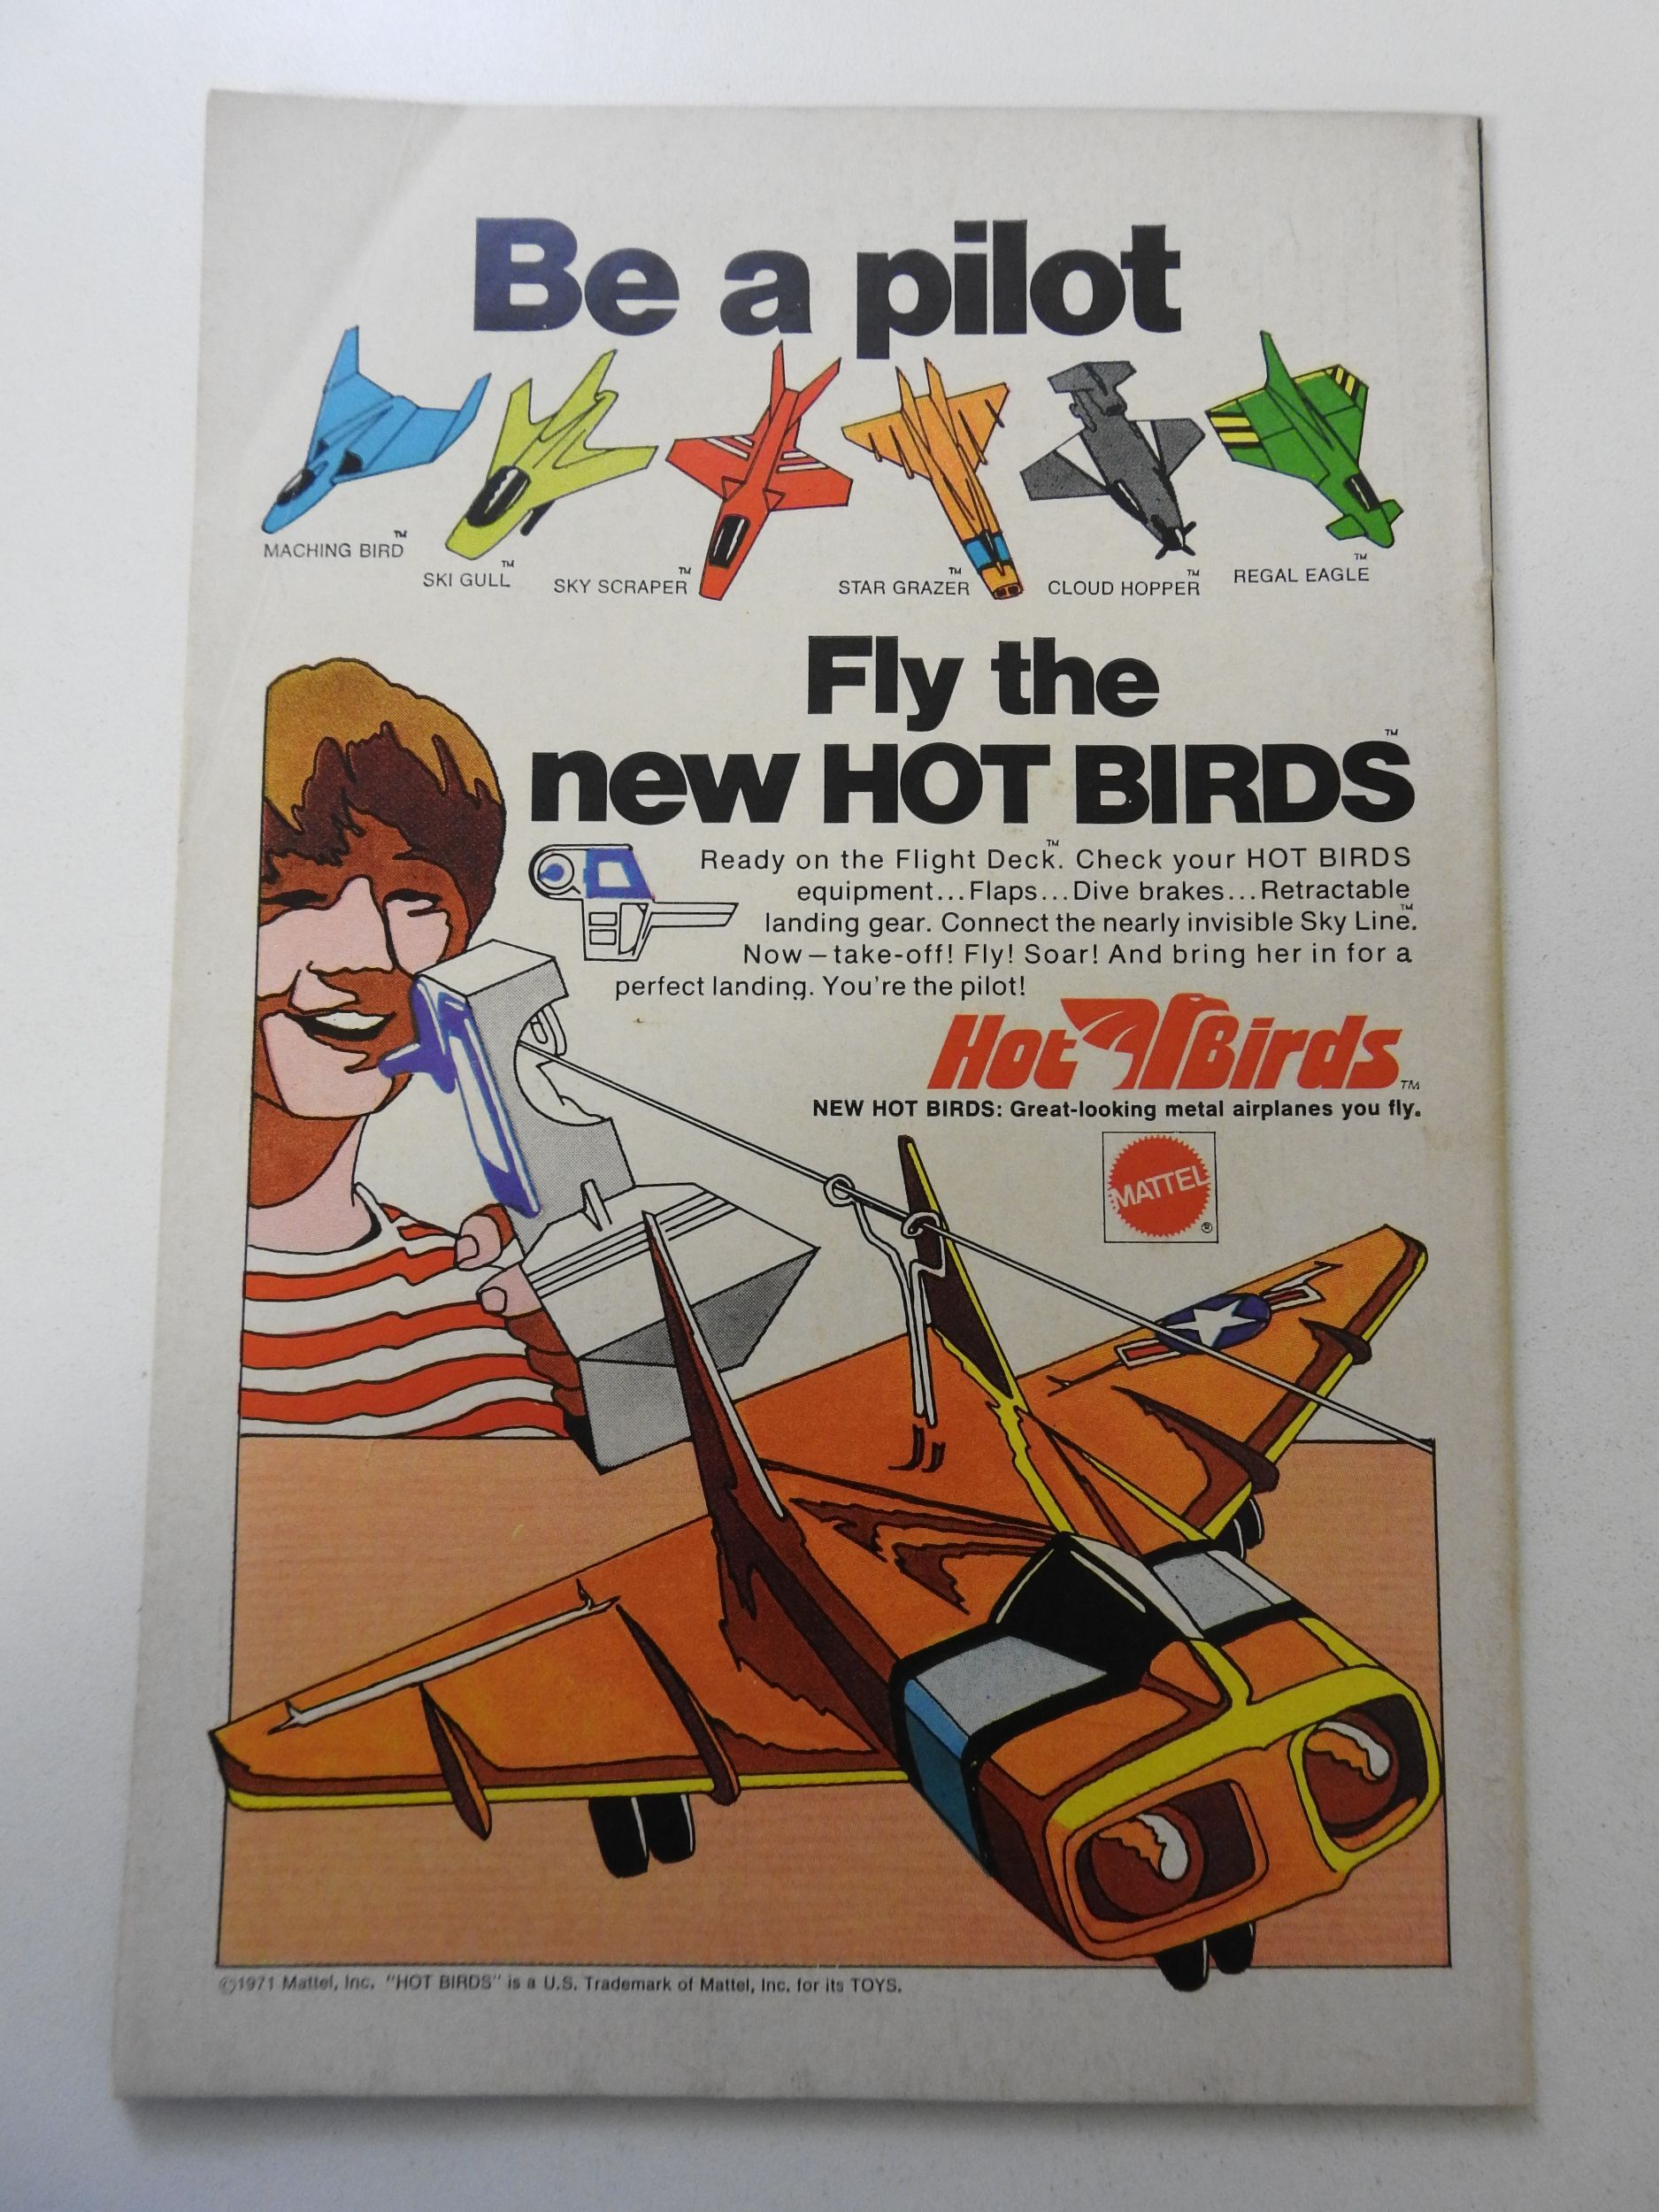 Be a pilot
MACHING BIRD™
SKI GULL™
SKY SCRAPER™
STAR GRAZER™
CLOUD HOPPER™
REGAL EAGLE™
Fly the
new HOT BIRDS™
Ready on the Flight Deck™. Check your HOT BIRDS
equipment...Flaps...Dive brakes...Retractable
landing gear. Connect the nearly invisible Sky Line™.
Now—take-off! Fly! Soar! And bring her in for a
perfect landing. You're the pilot!
Hot Birds™
NEW HOT BIRDS: Great-looking metal airplanes you fly.
MATTEL®
©1971 Mattel, Inc. "HOT BIRDS" is a U.S. Trademark of Mattel, Inc. for its TOYS.